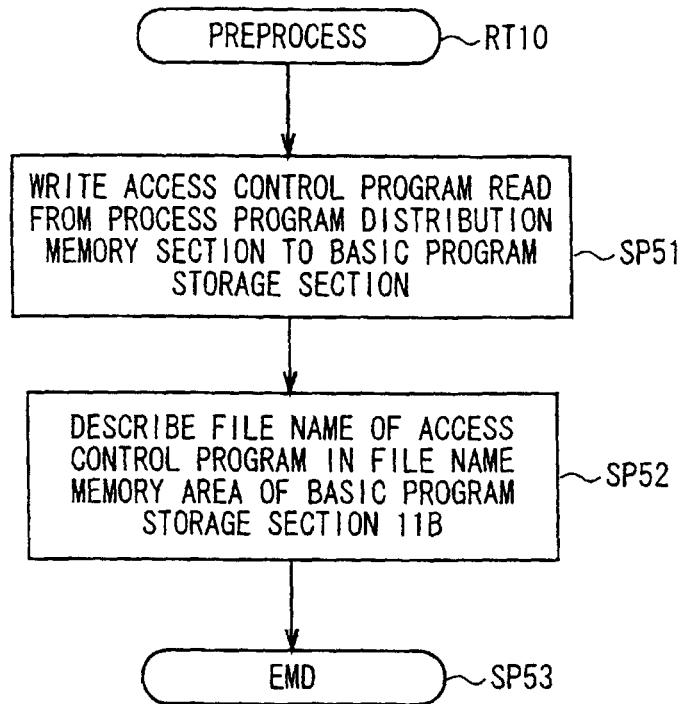 PREPROCESS
RT10
WRITE ACCESS CONTROL PROGRAM READ
FROM PROCESS PROGRAM DISTRIBUTION
MEMORY SECTION TO BASIC PROGRAM
STORAGE SECTION
SP51
DESCRIBE FILE NAME OF ACCESS
CONTROL PROGRAM IN FILE NAME
MEMORY AREA OF BASIC PROGRAM
STORAGE SECTION 11B
SP52
EMD
SP53